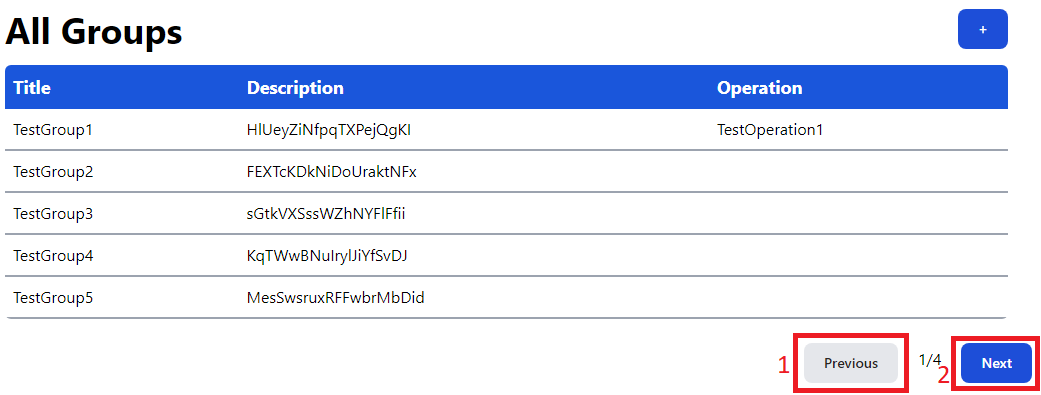 All Groups +
Title Description Operation
TestGroup1 HlUeyZiNfpqTXPejQgKI TestOperation1
TestGroup2 FEXTcKDkNiDoUraktNFx
TestGroup3 sGtkVXSssWZhNYFlFfii
TestGroup4 KqTWwBNuIrylJiYfSvDJ
TestGroup5 MesSwsruxRFFwbrMbDid
1 Previous 1/4 2 Next